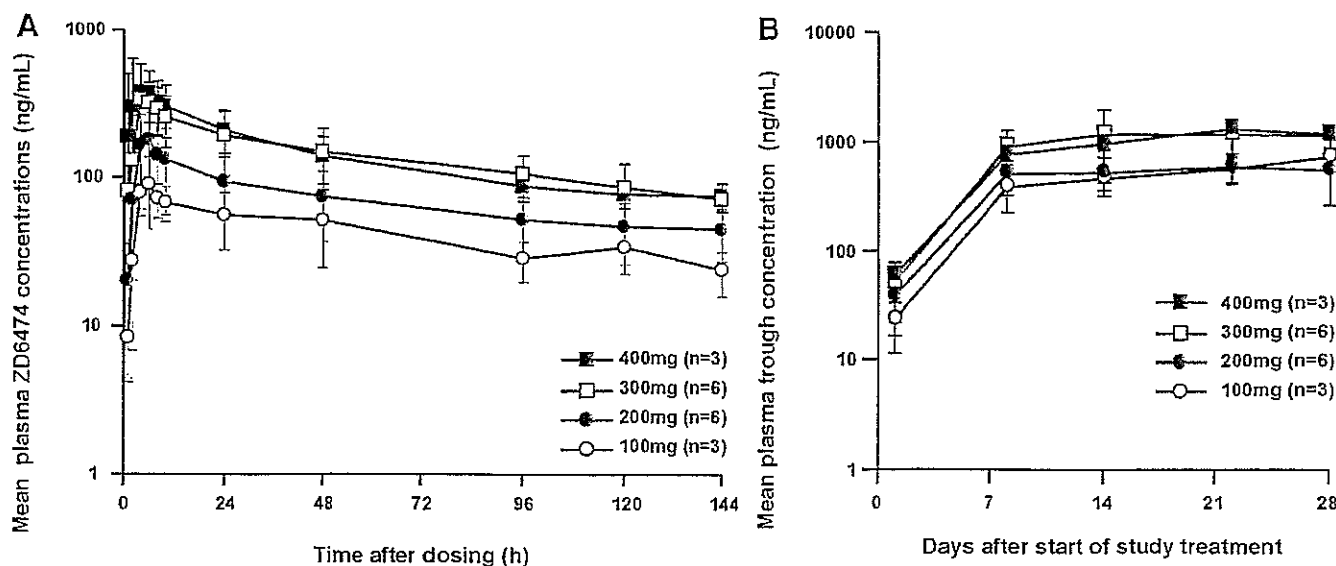 A
Mean plasma ZD6474 concentrations (ng/mL)
1000
100
10
1
0
24
48
72
96
120
144
Time after dosing (h)
400mg (n=3)
300mg (n=6)
200mg (n=6)
100mg (n=3)
B
Mean plasma trough concentration (ng/mL)
10000
1000
100
10
1
0
7
14
21
28
Days after start of study treatment
400mg (n=3)
300mg (n=6)
200mg (n=6)
100mg (n=3)